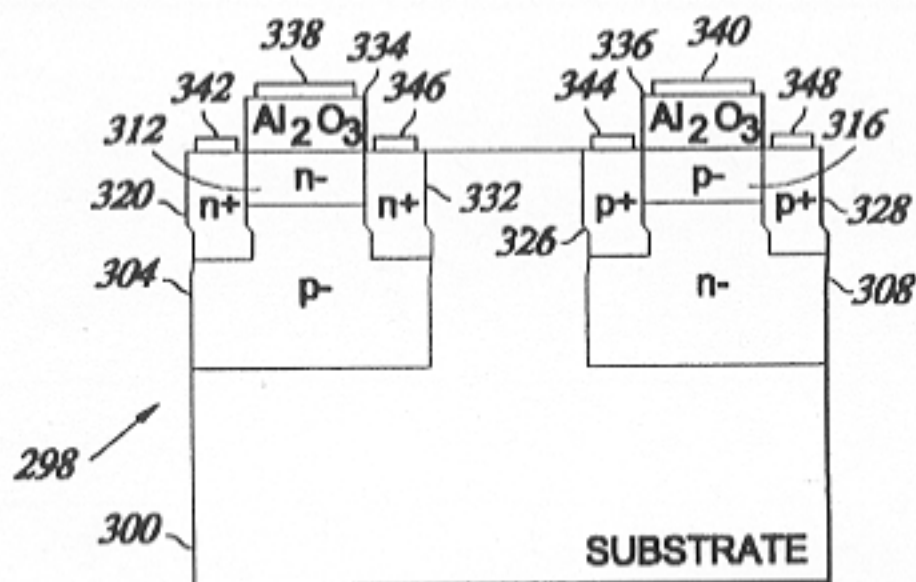 338 334 336 340
342 346 344 348
Al2O3 Al2O3
312 316
n- p-
320 n+ n+ 332 p+ p+ 328
326
304 p- n- 308
298
300 SUBSTRATE